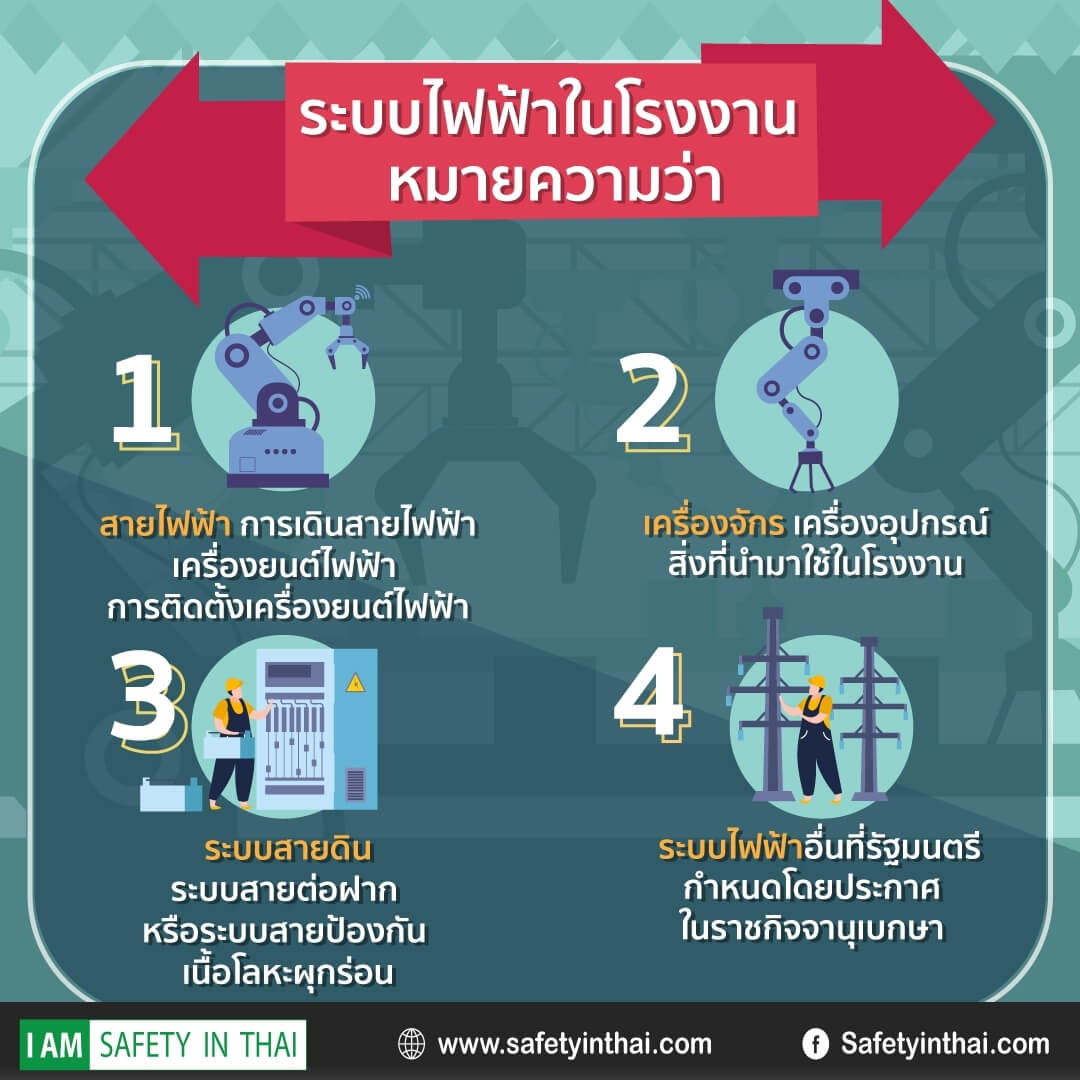 ระบบไฟฟ้าในโรงงาน
หมายความว่า
1
สายไฟฟ้า การเดินสายไฟฟ้า
เครื่องยนต์ไฟฟ้า
การติดตั้งเครื่องยนต์ไฟฟ้า
2
เครื่องจักร เครื่องอุปกรณ์
สิ่งที่นำมาใช้ในโรงงาน
3
ระบบสายดิน
ระบบสายต่อฝาก
หรือระบบสายป้องกัน
เนื้อโลหะผุกร่อน
4
ระบบไฟฟ้าอื่นที่รัฐมนตรี
กำหนดโดยประกาศ
ในราชกิจจานุเบกษา
I AM SAFETY IN THAI
www.safetyinthai.com
Safetyinthai.com